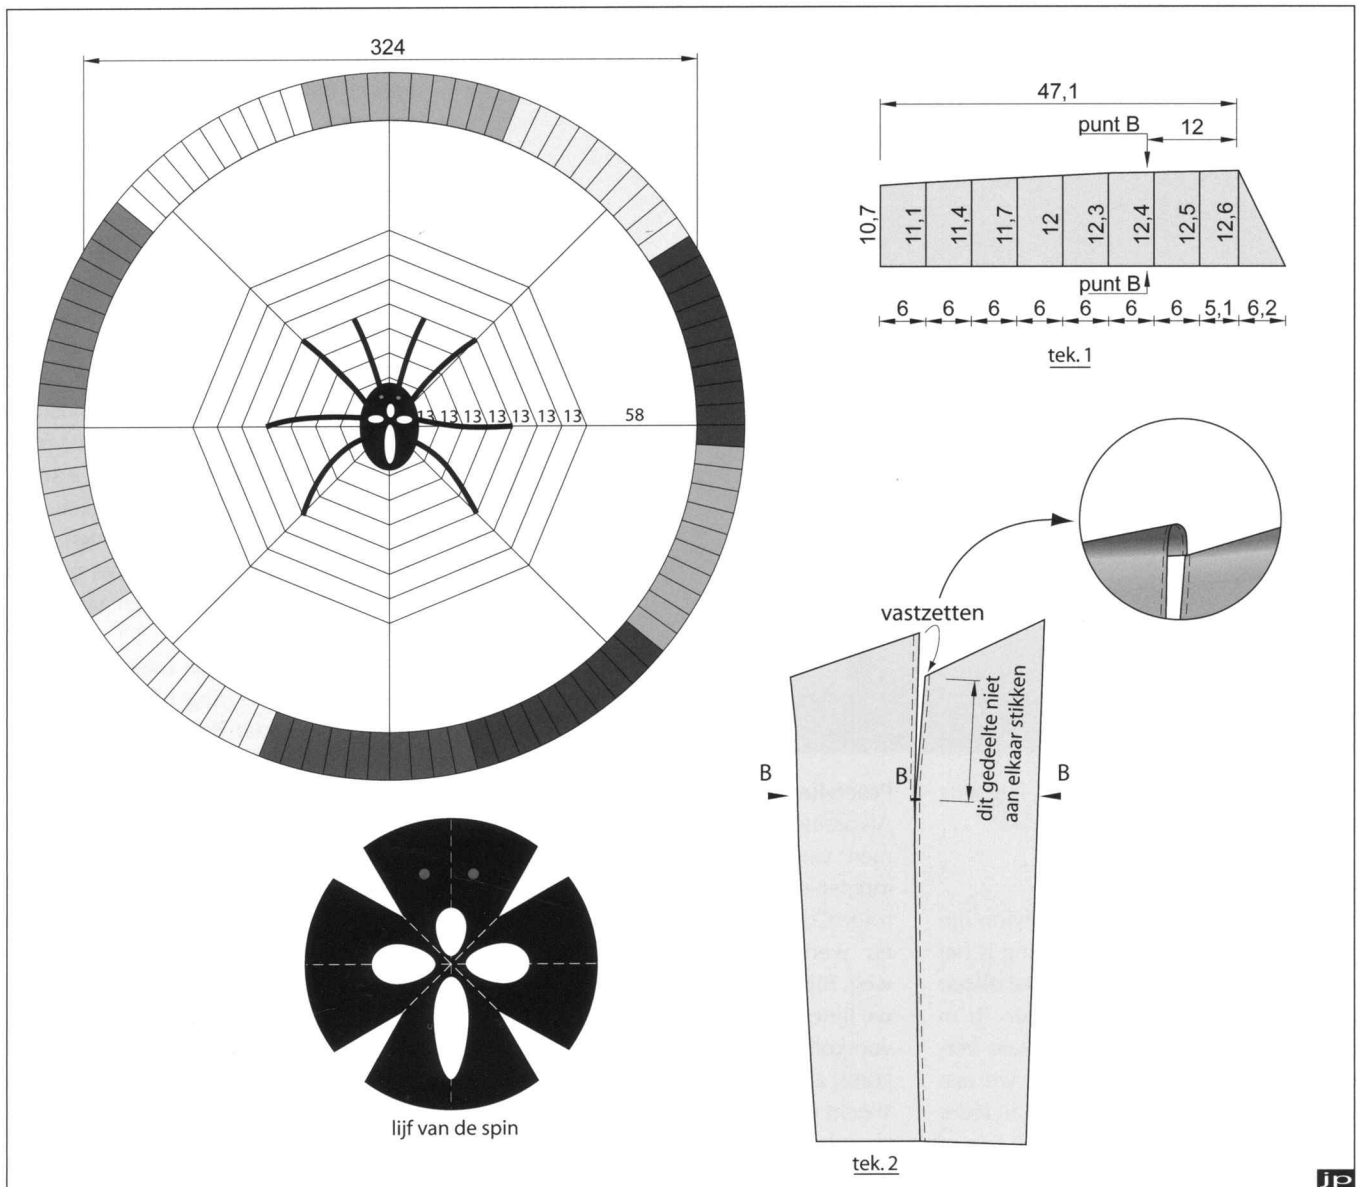 324
13 13 13 13 13 13 13 58
lijf van de spin
47,1
punt B 12
10,7 11,1 11,4 11,7 12 12,3 12,4 12,5 12,6
punt B
6 6 6 6 6 6 6 5,1 6,2
tek. 1
vastzetten
dit gedeelte niet
aan elkaar stikken
B B B
tek. 2
jp